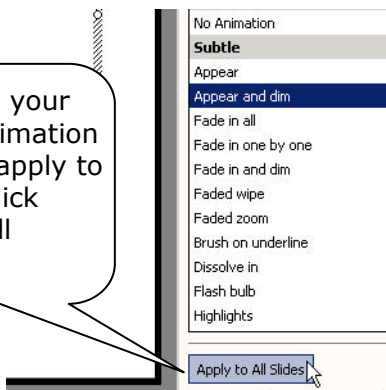 your
imation
apply to
ick
ll
No Animation
Subtle
Appear
Appear and dim
Fade in all
Fade in one by one
Fade in and dim
Faded wipe
Faded zoom
Brush on underline
Dissolve in
Flash bulb
Highlights
Apply to All Slides